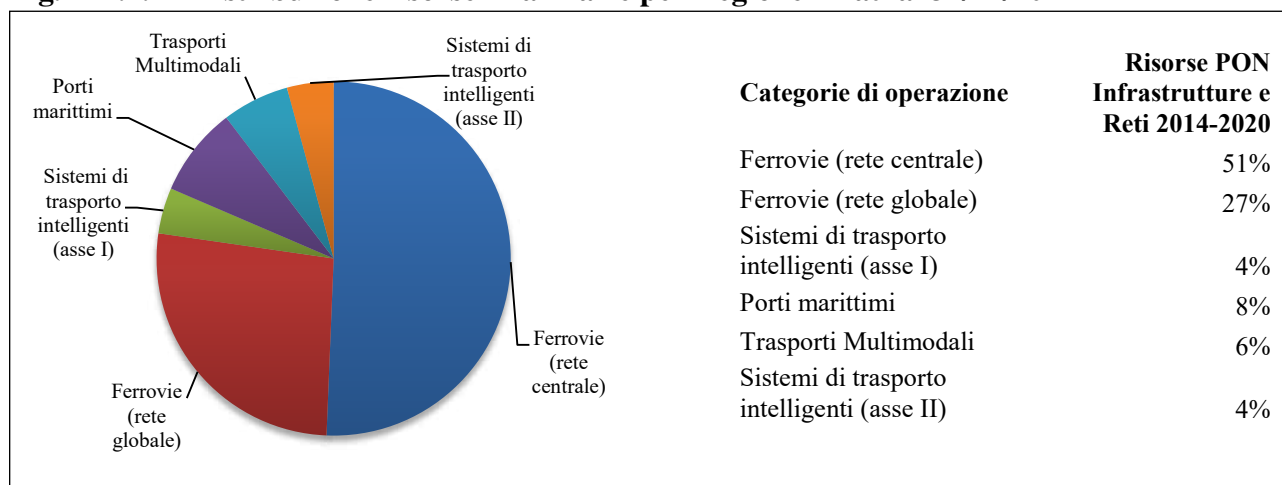 Trasporti
Multimodali
Sistemi di
trasporto
intelligenti
(asse II)
Porti
marittimi
Sistemi di
trasporto
intelligenti
(asse I)
Ferrovie
(rete
centrale)
Ferrovie
(rete
globale)
Categorie di operazione
Risorse PON
Infrastrutture e
Reti 2014-2020
Ferrovie (rete centrale) 51%
Ferrovie (rete globale) 27%
Sistemi di trasporto
intelligenti (asse I) 4%
Porti marittimi 8%
Trasporti Multimodali 6%
Sistemi di trasporto
intelligenti (asse II) 4%